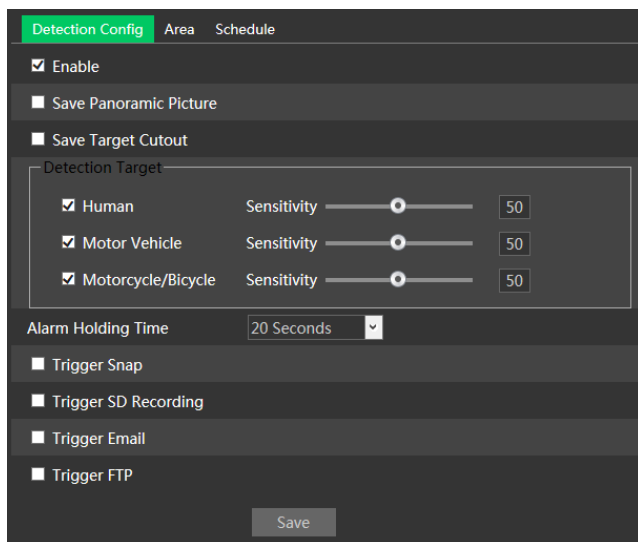 Detection Config Area Schedule
Enable
Save Panoramic Picture
Save Target Cutout
Detection Target
Human Sensitivity 50
Motor Vehicle Sensitivity 50
Motorcycle/Bicycle Sensitivity 50
Alarm Holding Time 20 Seconds
Trigger Snap
Trigger SD Recording
Trigger Email
Trigger FTP
Save